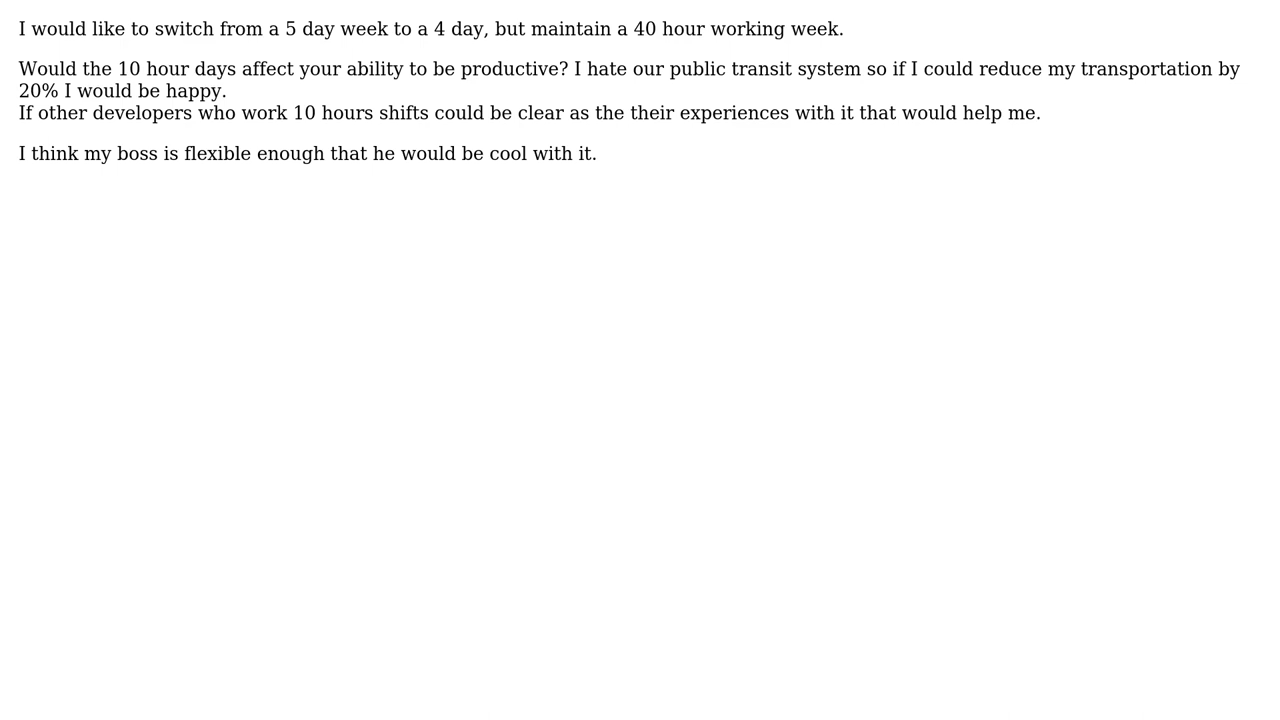 I would like to switch from a 5 day week to a 4 day, but maintain a 40 hour working week.
Would the 10 hour days affect your ability to be productive? I hate our public transit system so if I could reduce my transportation by
20% I would be happy.
If other developers who work 10 hours shifts could be clear as the their experiences with it that would help me.
I think my boss is flexible enough that he would be cool with it.